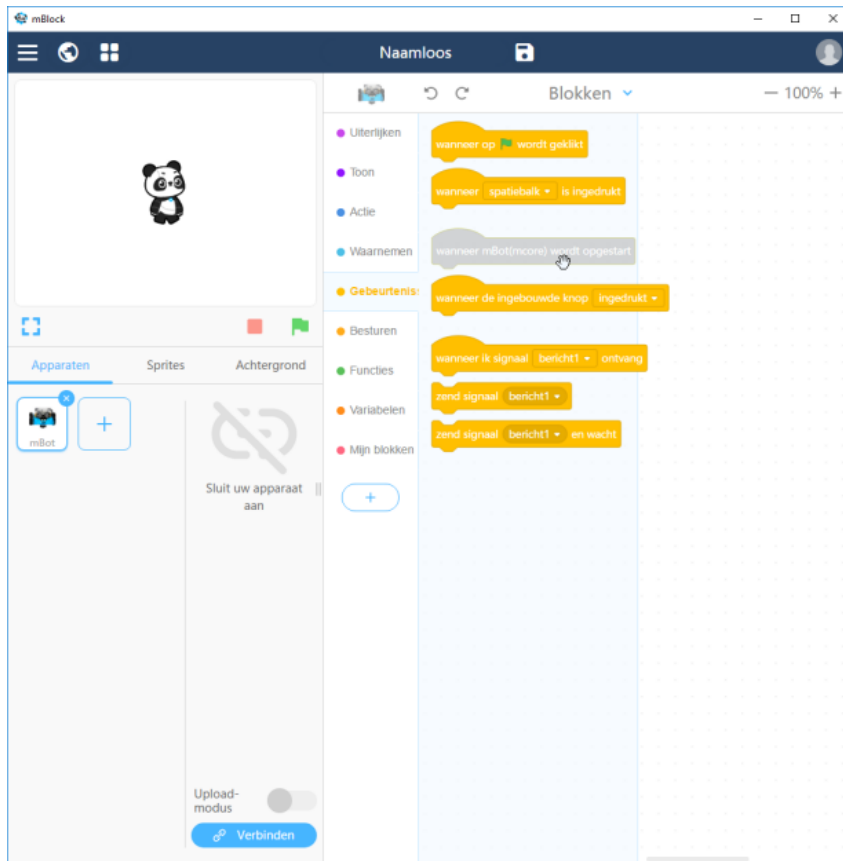 mBlock
Naamloos
Blokken
100%
Uiterlijken
Toon
Actie
Waarnemen
Gebeurtenis
Besturen
Functies
Variabelen
Mijn blokken
wanneer op wordt geklikt
wanneer spatiebalk is ingedrukt
wanneer mBot(mcore) wordt opgestart
wanneer de ingebouwde knop ingedrukt
wanneer ik signaal bericht1 ontvang
zend signaal bericht1
zend signaal bericht1 en wacht
Apparaten Sprites Achtergrond
mBot
Sluit uw apparaat
aan
Upload-
modus
Verbinden